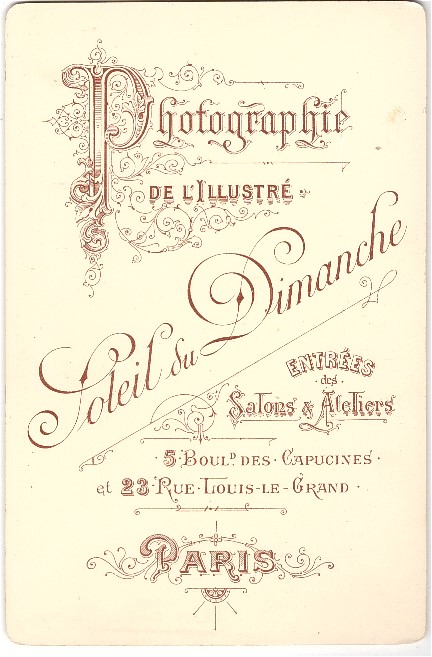 Photographie
DE L'ILLUSTRÉ
Soleil du Dimanche
ENTRÉES
des
Salons & Ateliers
5 BOUL.D DES CAPUCINES
et 23 RUE LOUIS-LE-GRAND
PARIS